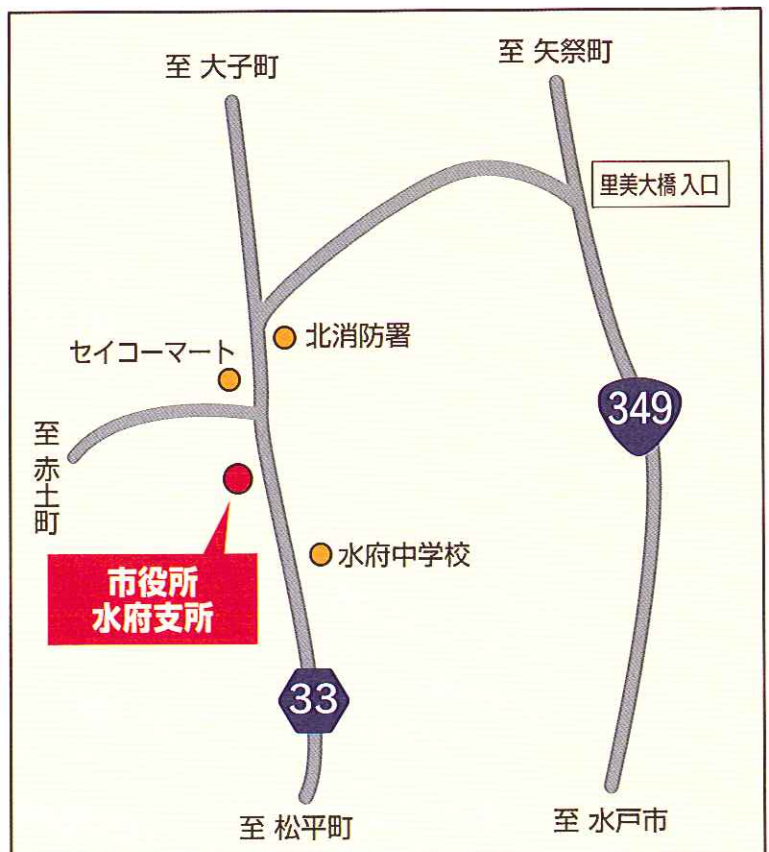 至 大子町
至 矢祭町
里美大橋 入口
北消防署
セイコーマート
349
至 赤土町
市役所
水府支所
水府中学校
33
至 松平町
至 水戸市